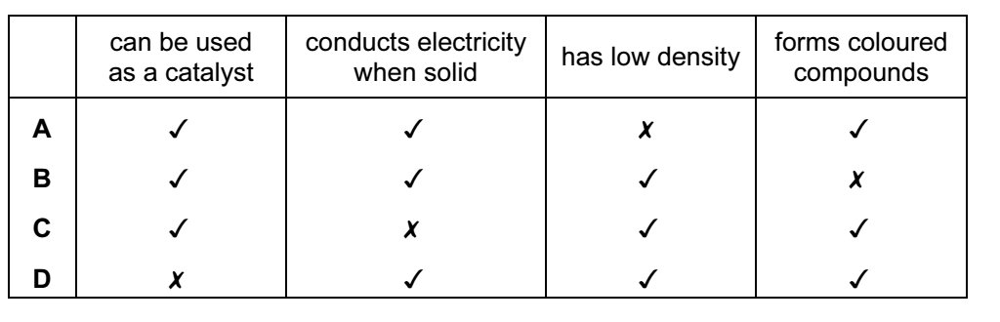 can be used as a catalyst | conducts electricity when solid | has low density | forms coloured compounds
A ✓ ✓ ✗ ✓
B ✓ ✓ ✓ ✗
C ✓ ✗ ✓ ✓
D ✗ ✓ ✓ ✓